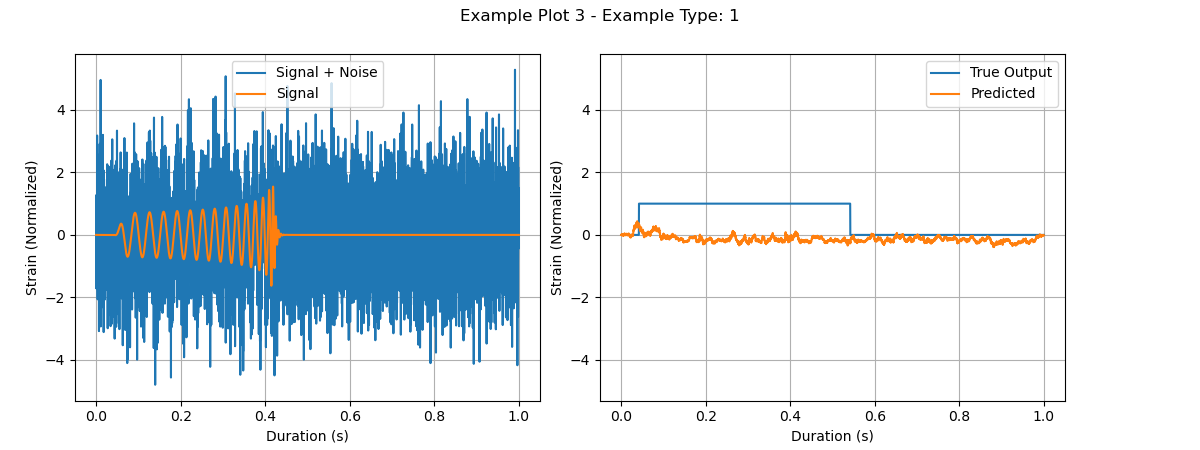 Example Plot 3 - Example Type: 1
Signal + Noise
Signal
Strain (Normalized)
4
2
0
−2
−4
0.0 0.2 0.4 0.6 0.8 1.0
Duration (s)
True Output
Predicted
Strain (Normalized)
4
2
0
−2
−4
0.0 0.2 0.4 0.6 0.8 1.0
Duration (s)